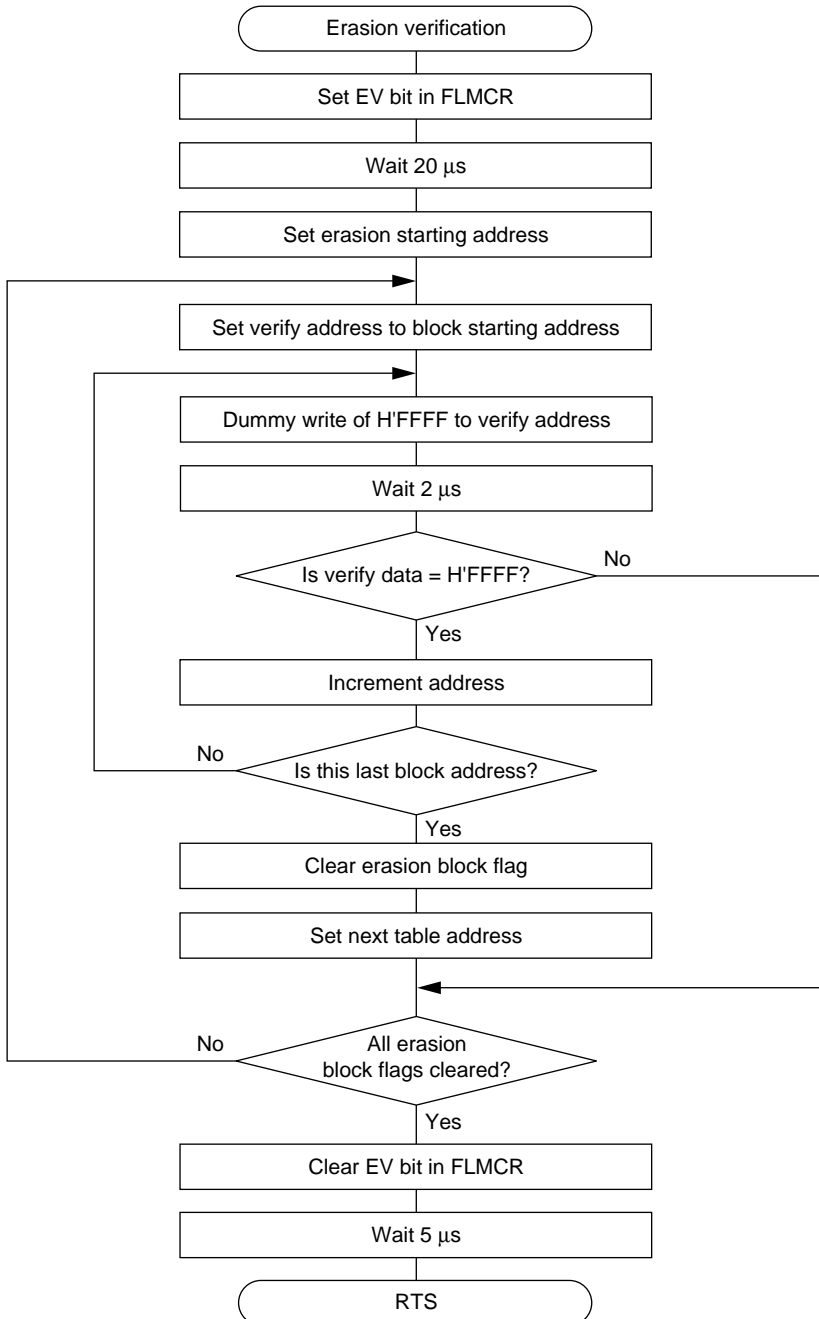 Erasion verification
Set EV bit in FLMCR
Wait 20 μs
Set erasion starting address
Set verify address to block starting address
Dummy write of H'FFFF to verify address
Wait 2 μs
Is verify data = H'FFFF?
No
Yes
Increment address
No
Is this last block address?
Yes
Clear erasion block flag
Set next table address
No
All erasion
block flags cleared?
Yes
Clear EV bit in FLMCR
Wait 5 μs
RTS